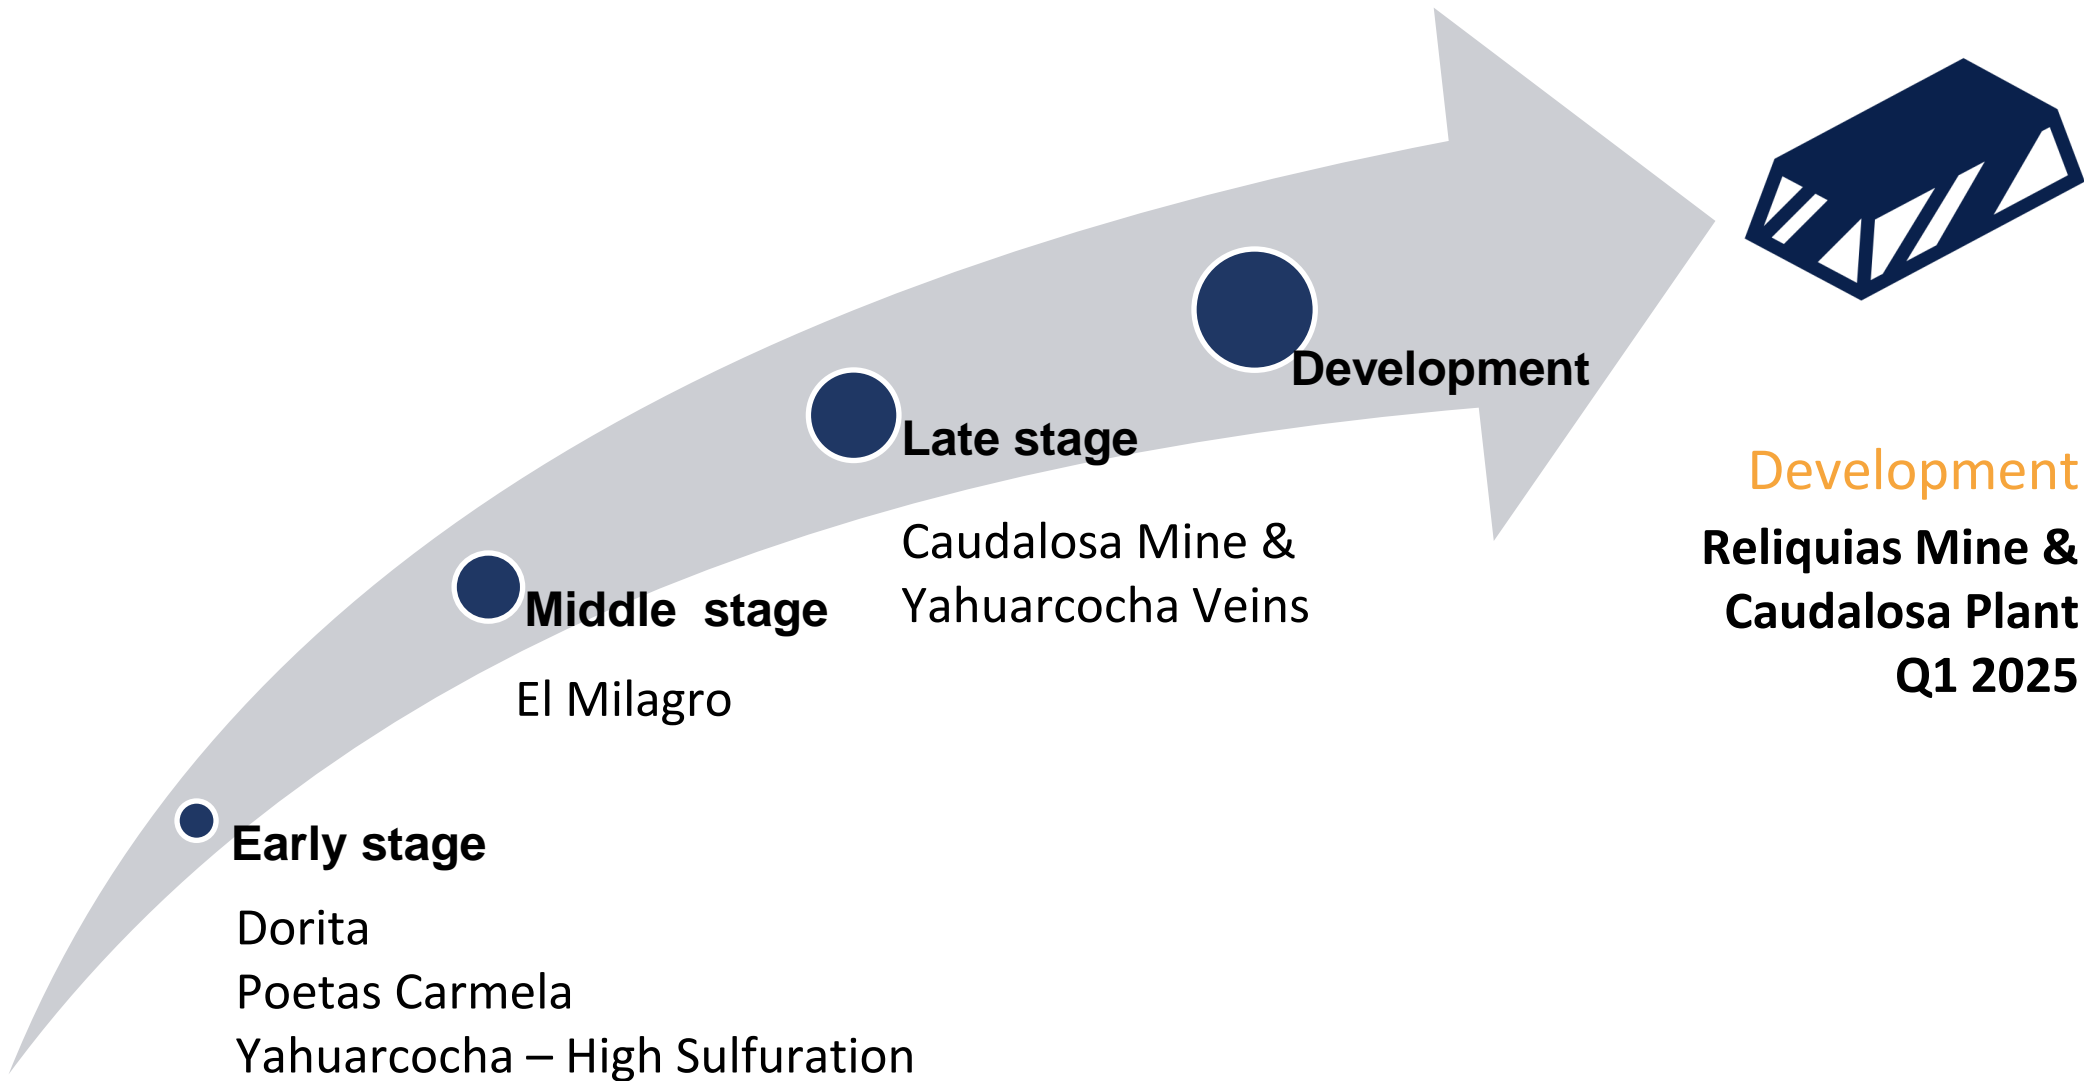 Development
Late stage
Caudalosa Mine &
Yahuarcocha Veins
Middle  stage
El Milagro
Early stage
Dorita
Poetas Carmela
Yahuarcocha – High Sulfuration
Development
Reliquias Mine &
Caudalosa Plant
Q1 2025